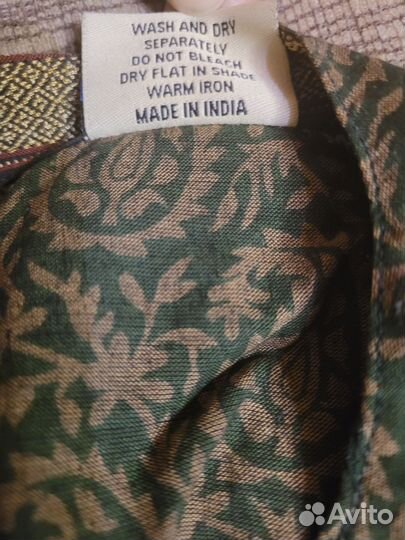 WASH AND DRY
SEPARATELY
DO NOT BLEACH
DRY FLAT IN SHADE
WARM IRON
MADE IN INDIA
Avito